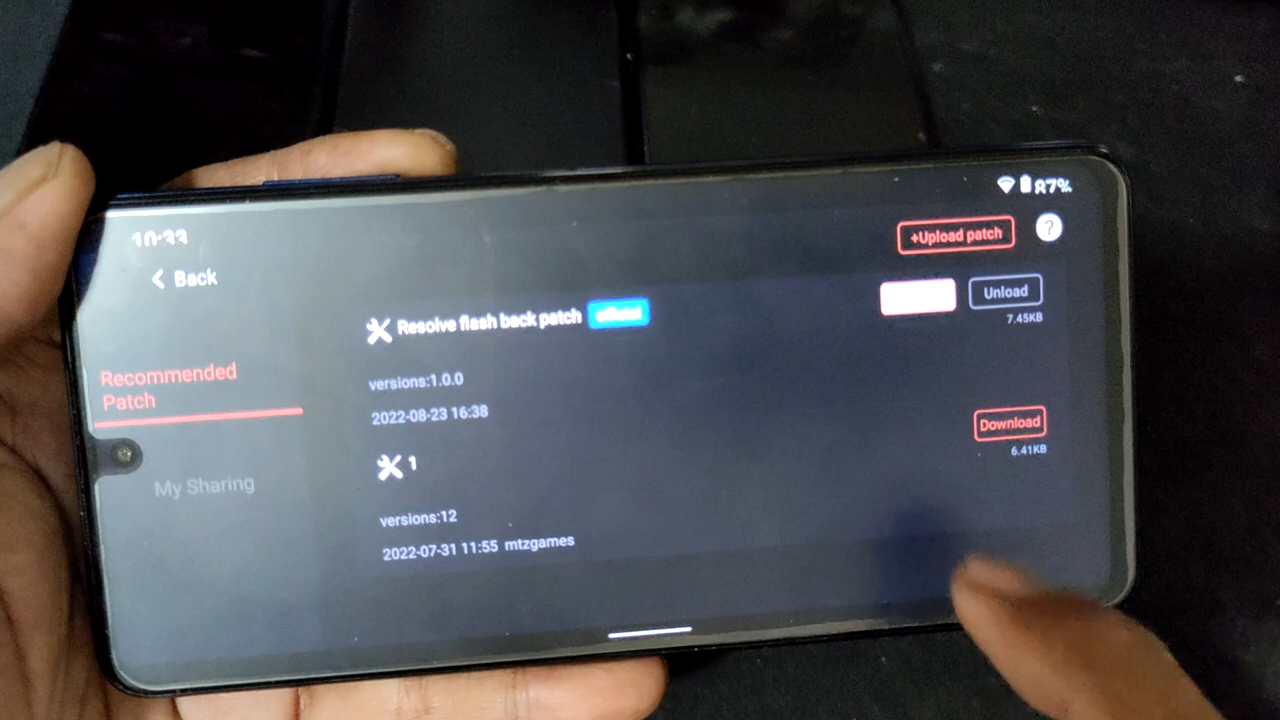 10:33
87%
+Upload patch
?
Back
Recommended
Patch
My Sharing
Resolve flash back patch official
Unload
7.45KB
versions:1.0.0
2022-08-23 16:38
1
Download
6.41KB
versions:12
2022-07-31 11:55 mtzgames